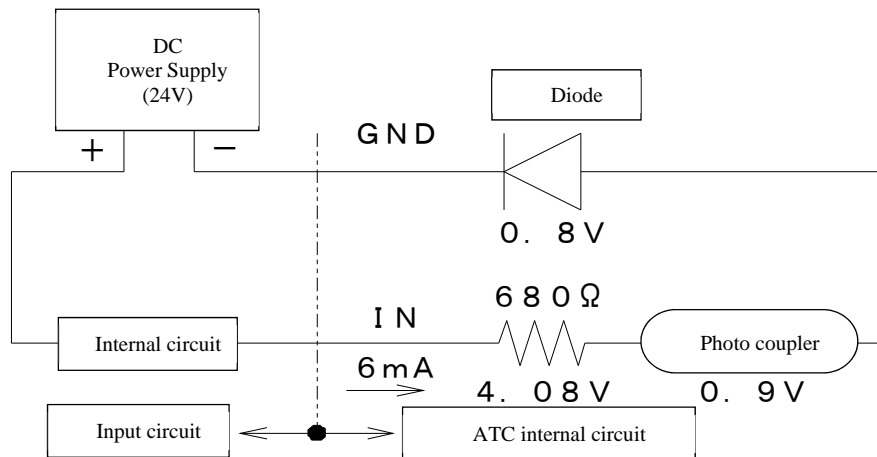 DC
Power Supply
(24V)
Diode
+
−
GND
0. 8V
680Ω
IN
Internal circuit
Photo coupler
6mA
4. 08V
0. 9V
Input circuit
ATC internal circuit